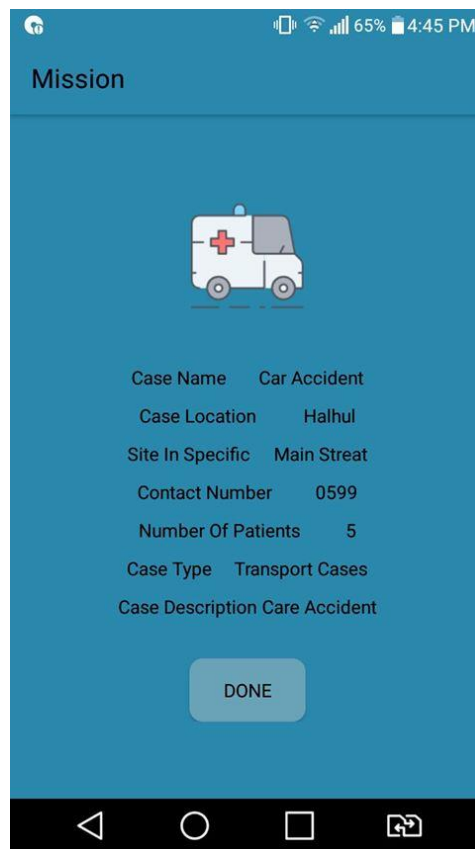 65% 4:45 PM
Mission
Case Name Car Accident
Case Location Halhul
Site In Specific Main Streat
Contact Number 0599
Number Of Patients 5
Case Type Transport Cases
Case Description Care Accident
DONE